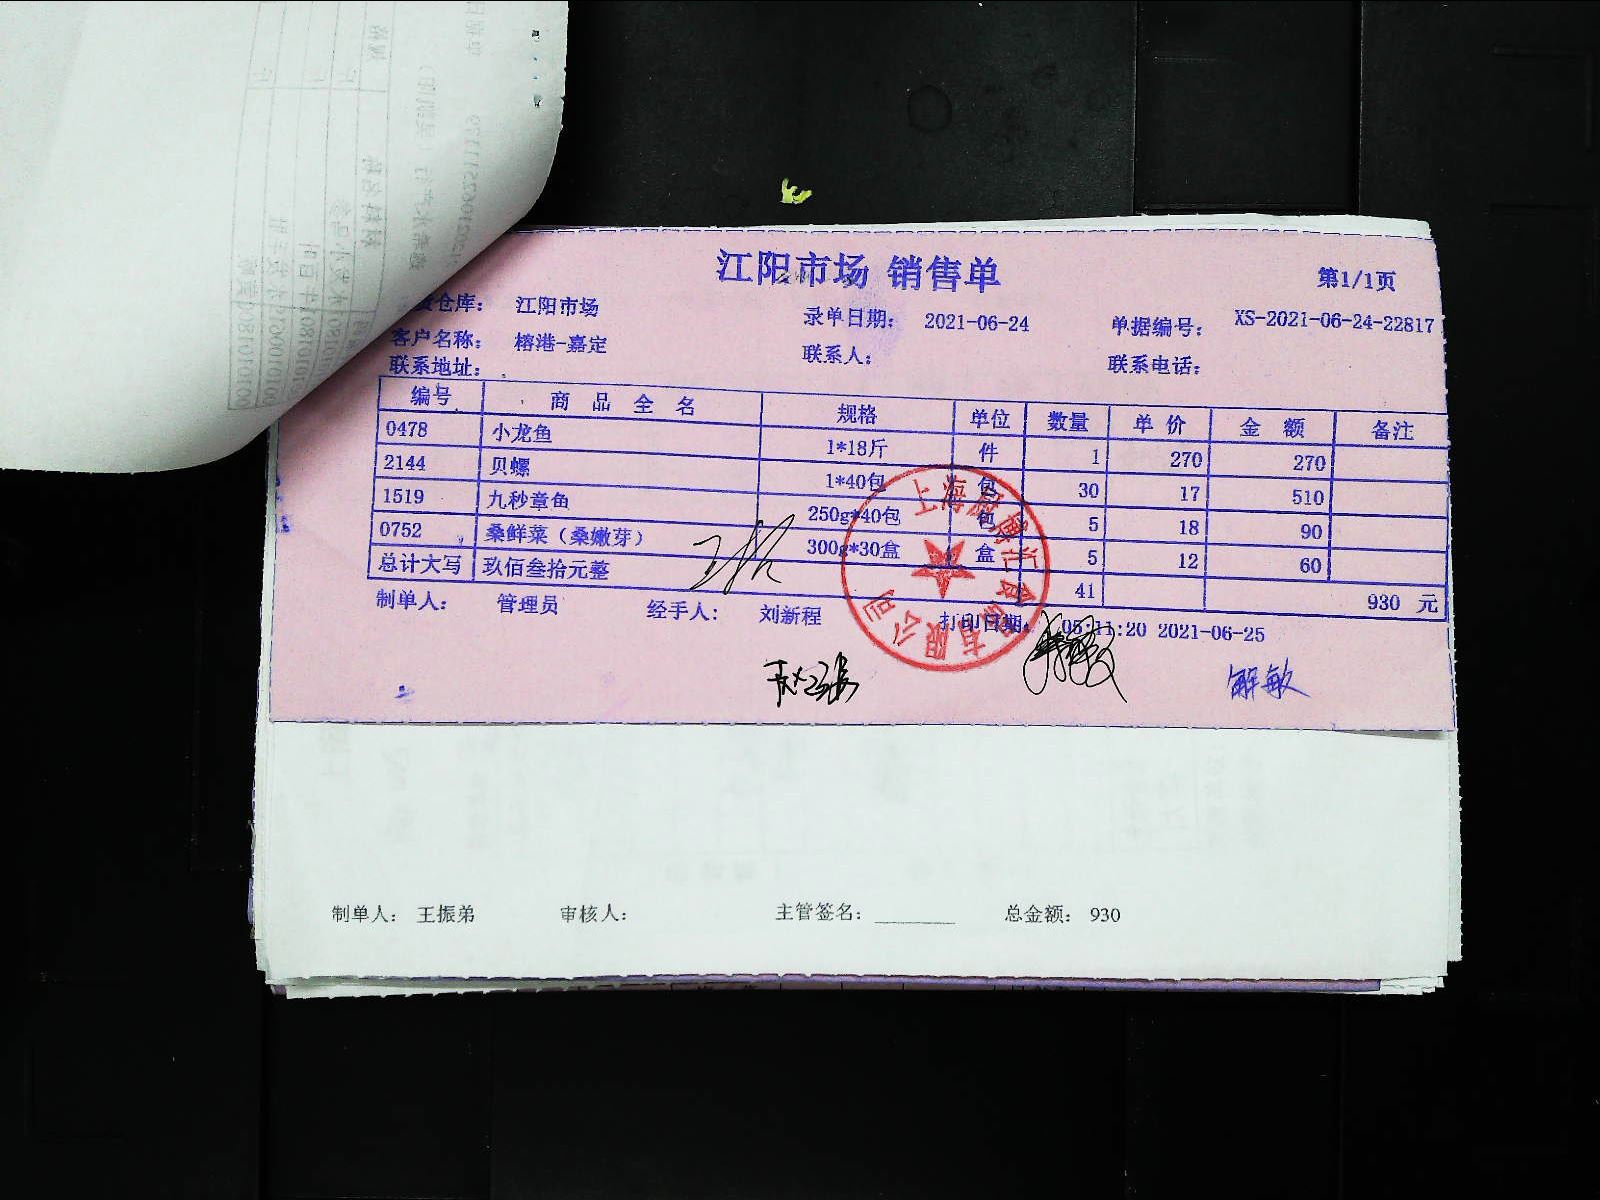 江阳市场 销售单
第1/1页
仓库： 江阳市场 录单日期： 2021-06-24 单据编号： XS-2021-06-24-22817
客户名称： 榕港-嘉定 联系人： 联系电话：
联系地址：
编号 商品全名 规格 单位 数量 单价 金额 备注
0478 小龙鱼 1*18斤 件 1 270 270
2144 贝螺 1*40包 包 30 17 510
1519 九秒章鱼 250g*40包 包 5 18 90
0752 桑鲜菜（桑嫩芽） 300g*30盒 盒 5 12 60
总计大写 玖佰叁拾元整 41 930 元
制单人： 管理员 经手人： 刘新程 打印日期： 05:11:20 2021-06-25
解敏
制单人： 王振弟 审核人： 主管签名： 总金额： 930